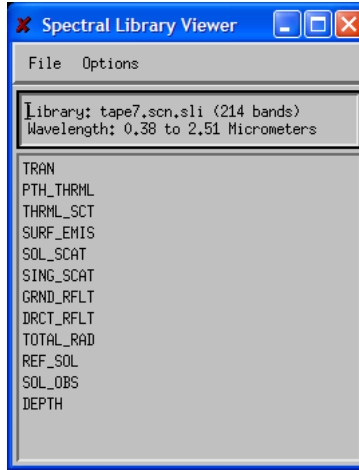 Spectral Library Viewer
File Options
Library: tape7.scn.sli (214 bands)
Wavelength: 0.38 to 2.51 Micrometers
TRAN
PTH_THRML
THRML_SCT
SURF_EMIS
SOL_SCAT
SING_SCAT
GRND_RFLT
DRCT_RFLT
TOTAL_RAD
REF_SOL
SOL_OBS
DEPTH